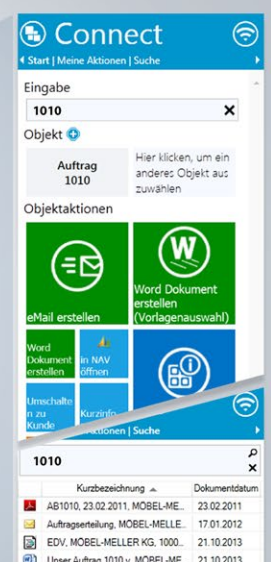 Connect
Start | Meine Aktionen | Suche
Eingabe
1010
Objekt
Auftrag
1010
Hier klicken, um ein
anderes Objekt aus
zuwählen
Objektaktionen
eMail erstellen
Word Dokument
erstellen
(Vorlagenauswahl)
Word
Dokument
erstellen
in NAV
öffnen
Umschalte
n zu
Kunde
Kurzinfo
Aktionen | Suche
1010
Kurzbezeichnung
Dokumentdatum
AB1010, 23.02.2011, MÖBEL-ME...
23.02.2011
Auftragserteilung, MÖBEL-MELLE...
17.01.2012
EDV, MÖBEL-MELLER KG, 1000...
21.10.2013
Unser Auftrag 1010 v. MÖBEL-ME...
21.10.2013